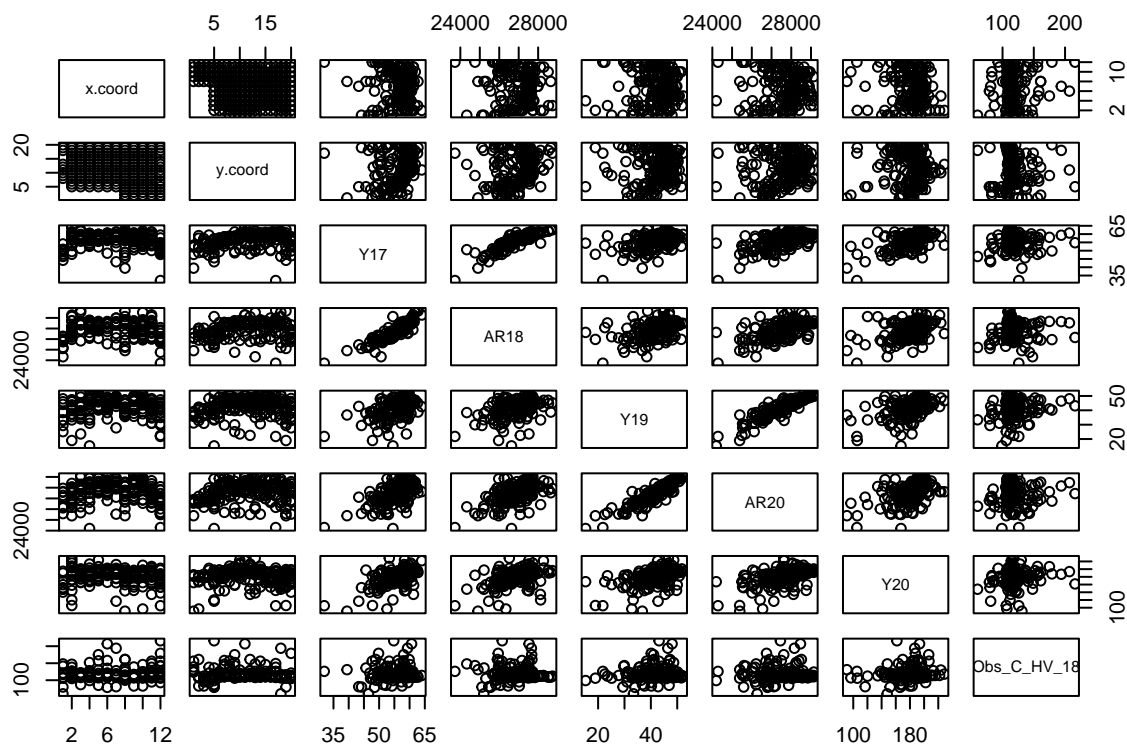 5 15 24000 28000 24000 28000 100 200
x.coord 2 10
5 20 y.coord
Y17 35 65
24000 AR18
Y19 20 50
24000 AR20
Y20 100
100 Obs_C_HV_18
2 6 12 35 50 65 20 40 100 180